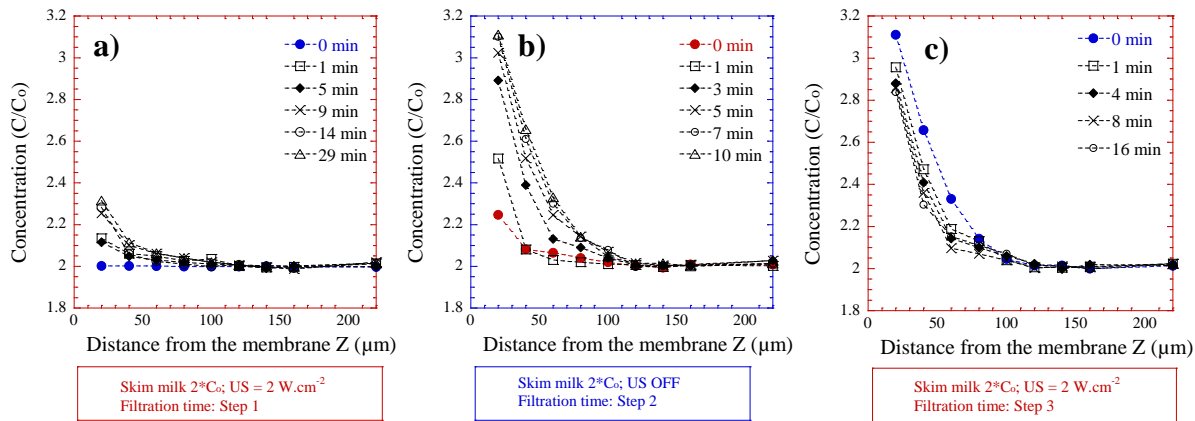 a)
Concentration (C/Co)
3.2
3
2.8
2.6
2.4
2.2
2
1.8
0 min
1 min
5 min
9 min
14 min
29 min
0 50 100 150 200
Distance from the membrane Z (µm)
Skim milk 2*Co; US = 2 W.cm-2
Filtration time: Step 1
b)
Concentration (C/Co)
3.2
3
2.8
2.6
2.4
2.2
2
1.8
0 min
1 min
3 min
5 min
7 min
10 min
0 50 100 150 200
Distance from the membrane Z (µm)
Skim milk 2*Co; US OFF
Filtration time: Step 2
c)
Concentration (C/Co)
3.2
3
2.8
2.6
2.4
2.2
2
1.8
0 min
1 min
4 min
8 min
16 min
0 50 100 150 200
Distance from the membrane Z (µm)
Skim milk 2*Co; US = 2 W.cm-2
Filtration time: Step 3